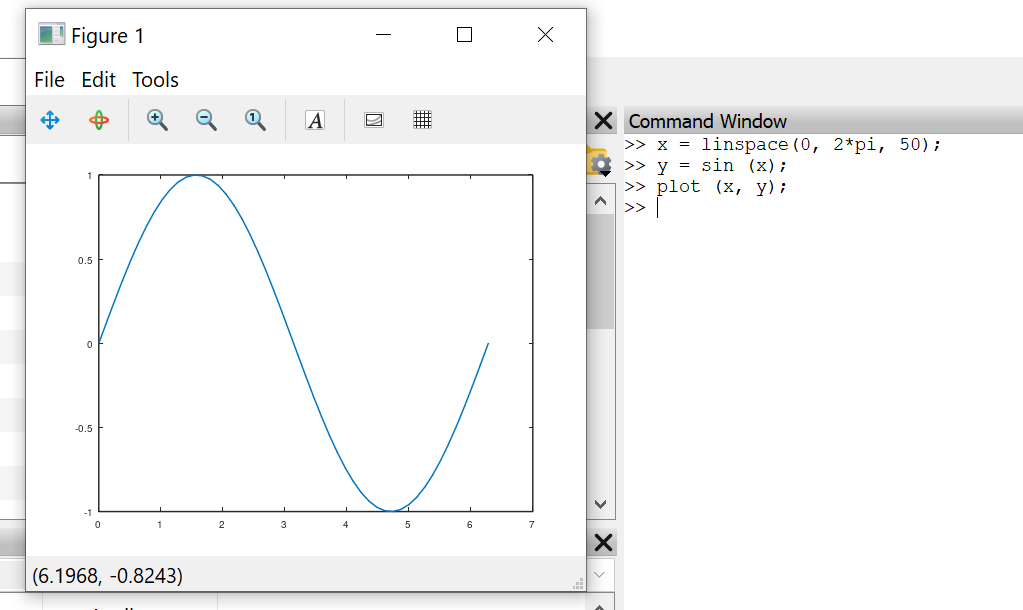 Figure 1
File Edit Tools
A
1
0.5
0
-0.5
-1
0 1 2 3 4 5 6 7
(6.1968, -0.8243)
Command Window
>> x = linspace(0, 2*pi, 50);
>> y = sin (x);
>> plot (x, y);
>>